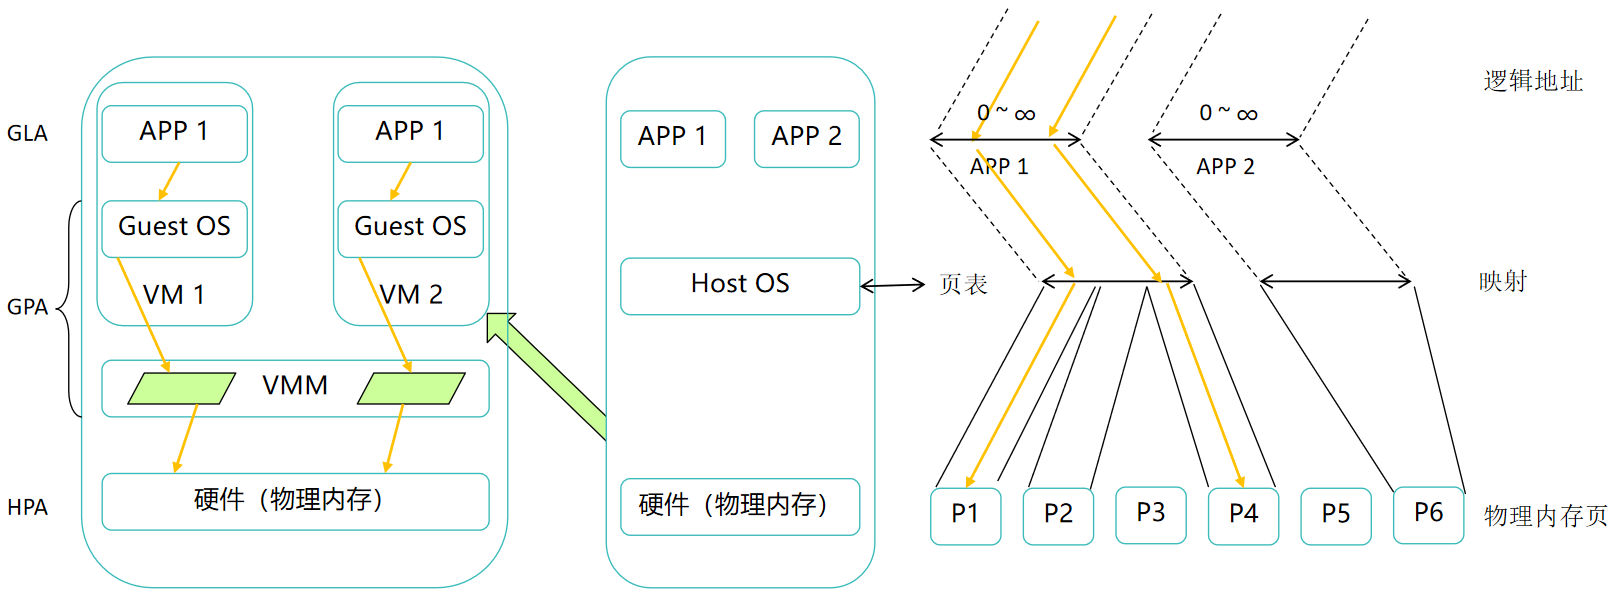 GLA
GPA
HPA
APP 1
Guest OS
VM 1
APP 1
Guest OS
VM 2
VMM
硬件（物理内存）
APP 1
APP 2
Host OS
硬件（物理内存）
页表
0 ~ ∞
APP 1
0 ~ ∞
APP 2
P1
P2
P3
P4
P5
P6
逻辑地址
映射
物理内存页